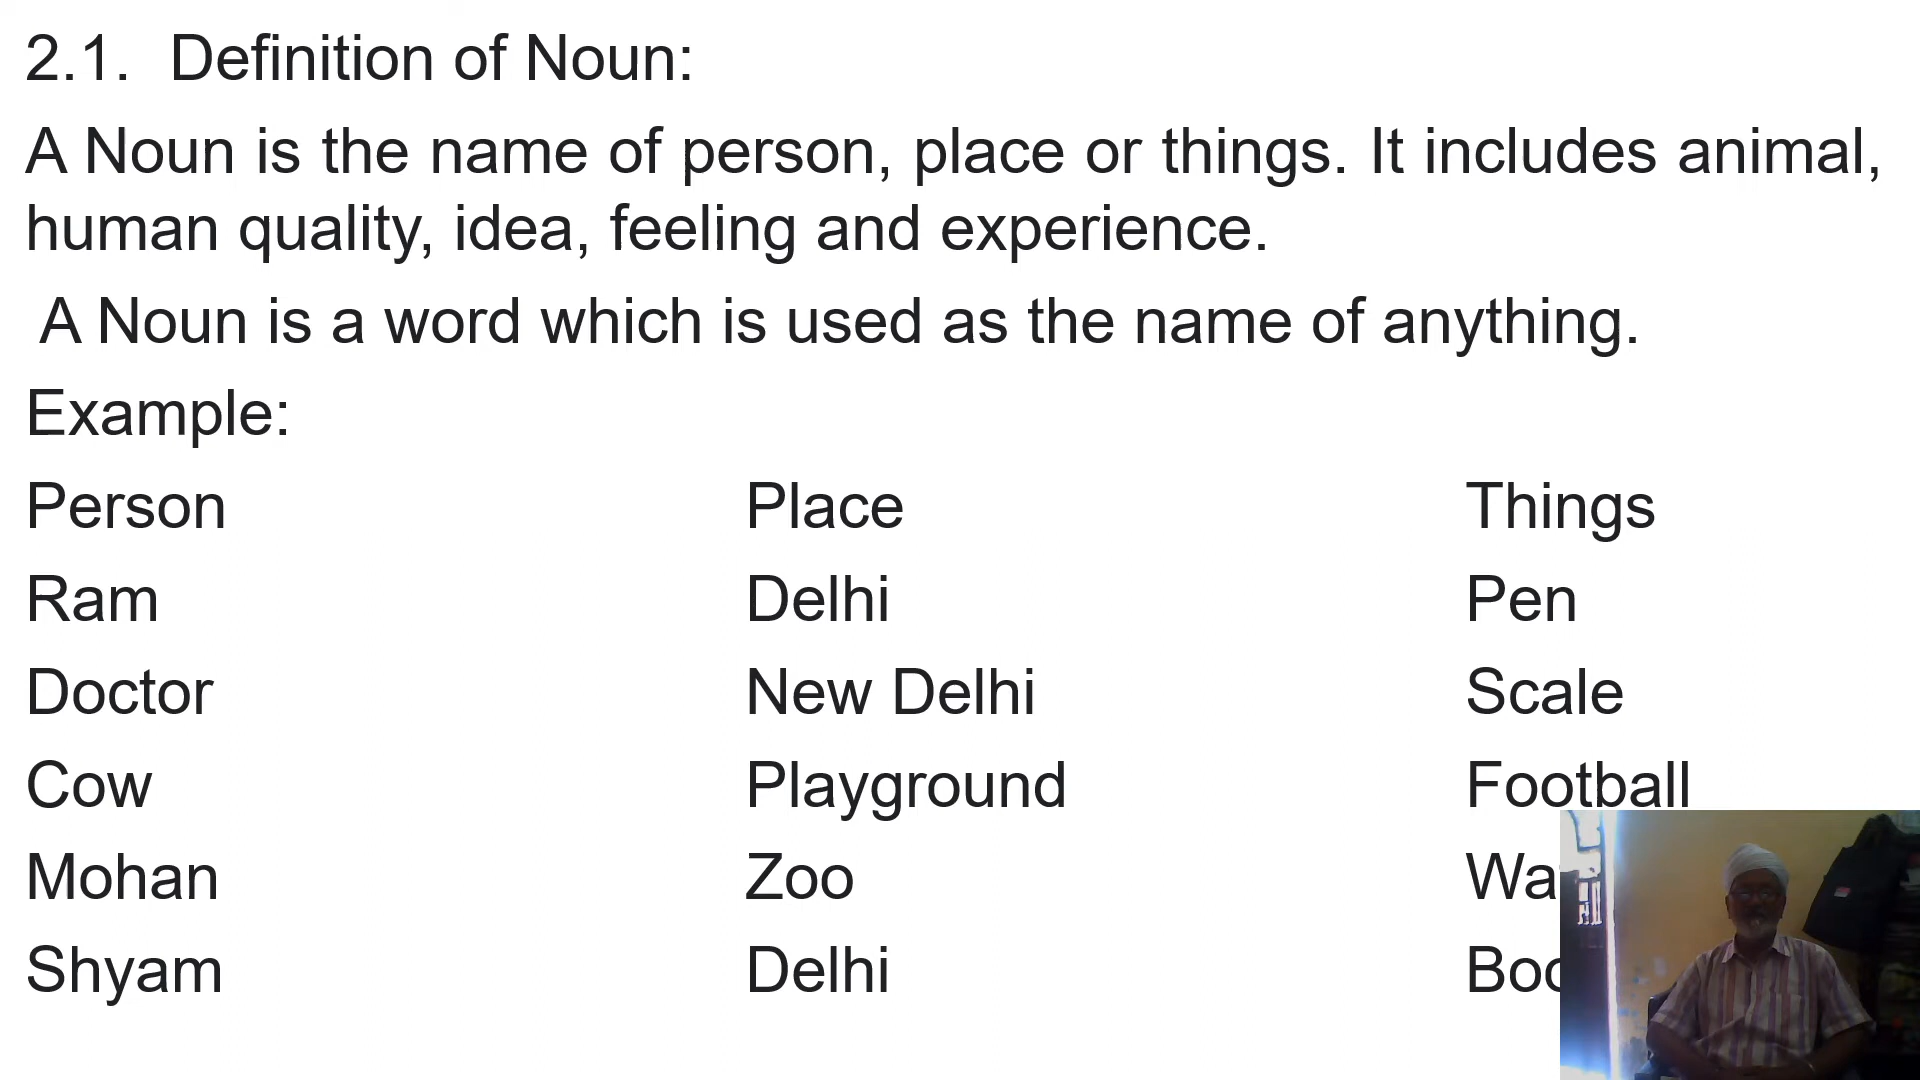 2.1. Definition of Noun:
A Noun is the name of person, place or things. It includes animal,
human quality, idea, feeling and experience.
A Noun is a word which is used as the name of anything.
Example:
Person Place Things
Ram Delhi Pen
Doctor New Delhi Scale
Cow Playground Football
Mohan Zoo
Shyam Delhi